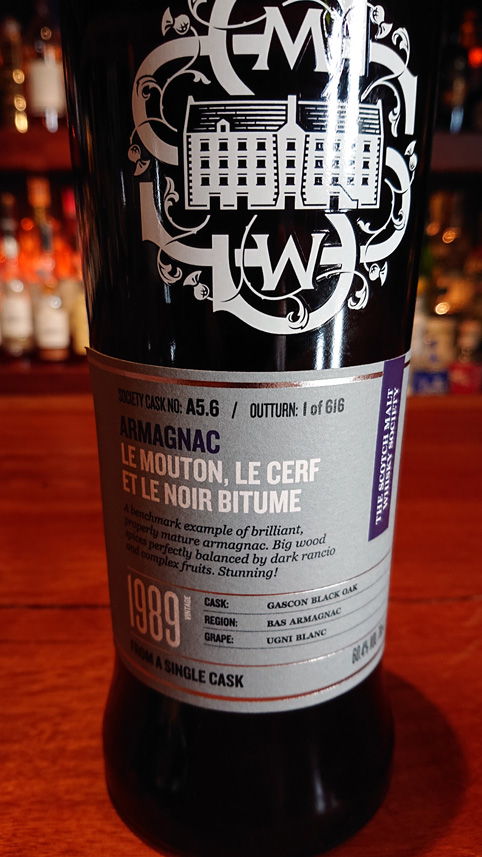 M
W
SOCIETY CASK NO: A5.6 / OUTTURN: 1 of 616
ARMAGNAC
LE MOUTON, LE CERF
ET LE NOIR BITUME
A benchmark example of brilliant,
properly mature armagnac. Big wood
spices perfectly balanced by dark rancio
and complex fruits. Stunning!
1989 VINTAGE
CASK: GASCON BLACK OAK
REGION: BAS ARMAGNAC
GRAPE: UGNI BLANC
FROM A SINGLE CASK
60.4% VOL
THE SCOTCH MALT
WHISKY SOCIETY